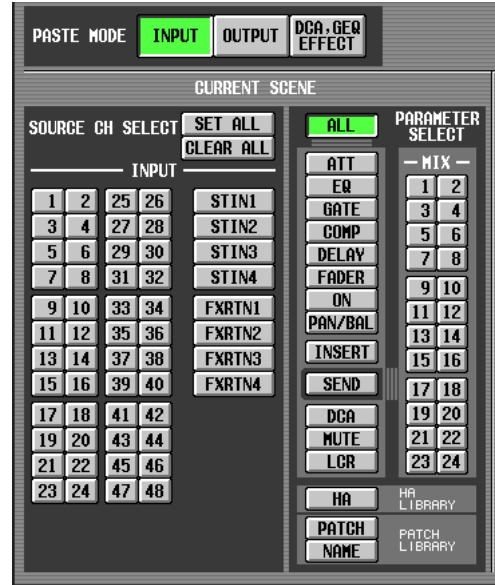 PASTE MODE INPUT OUTPUT DCA,GEQ EFFECT
CURRENT SCENE
SOURCE CH SELECT SET ALL
CLEAR ALL
INPUT
1 2 25 26 STIN1
3 4 27 28 STIN2
5 6 29 30 STIN3
7 8 31 32 STIN4
9 10 33 34 FXRTN1
11 12 35 36 FXRTN2
13 14 37 38 FXRTN3
15 16 39 40 FXRTN4
17 18 41 42
19 20 43 44
21 22 45 46
23 24 47 48
ALL
ATT
EQ
GATE
COMP
DELAY
FADER
ON
PAN/BAL
INSERT
SEND
DCA
MUTE
LCR
PARAMETER
SELECT
MIX
1 2
3 4
5 6
7 8
9 10
11 12
13 14
15 16
17 18
19 20
21 22
23 24
HA HA LIBRARY
PATCH
NAME
PATCH LIBRARY